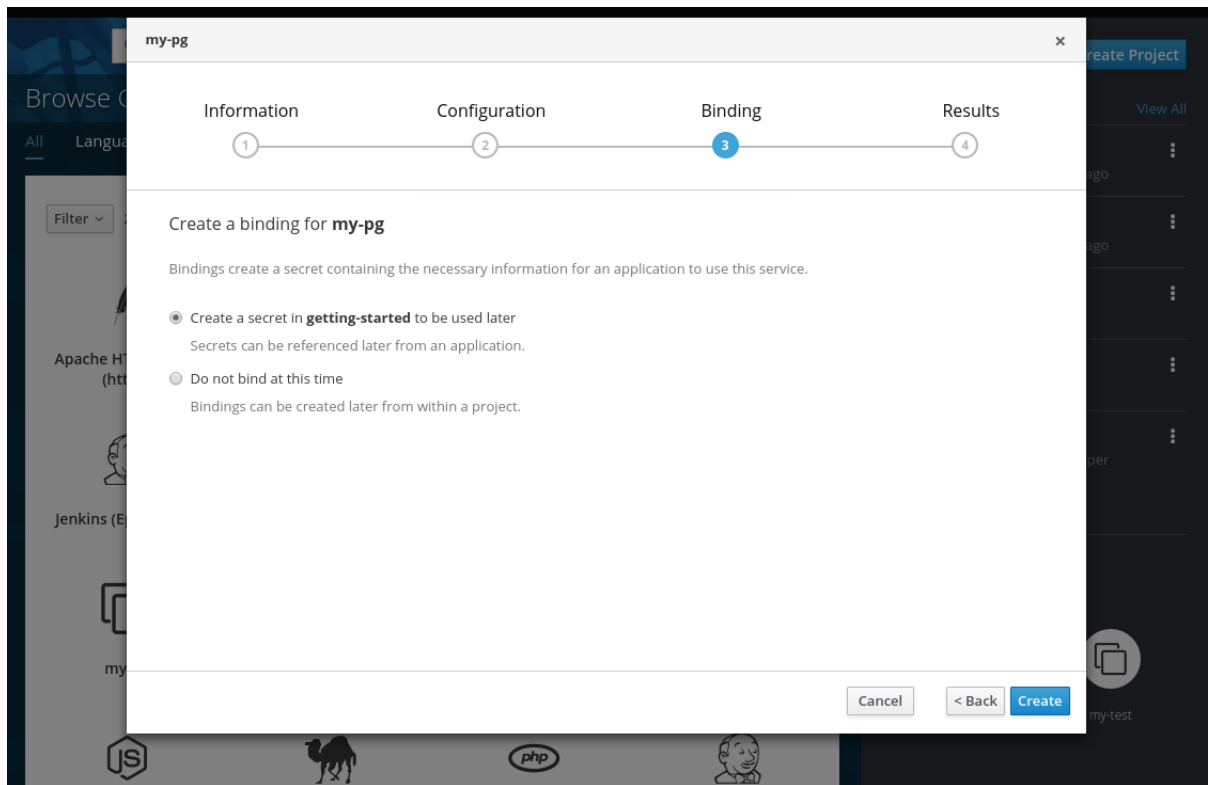 my-pg
×
Create Project
Browse
View All
All
Information
Configuration
Binding
Results
1
2
3
4
ago
Filter
Create a binding for my-pg
ago
Bindings create a secret containing the necessary information for an application to use this service.
Create a secret in getting-started to be used later
Secrets can be referenced later from an application.
Apache
Do not bind at this time
Bindings can be created later from within a project.
Jenkins
my
Cancel
< Back
Create
my-test
JS
php